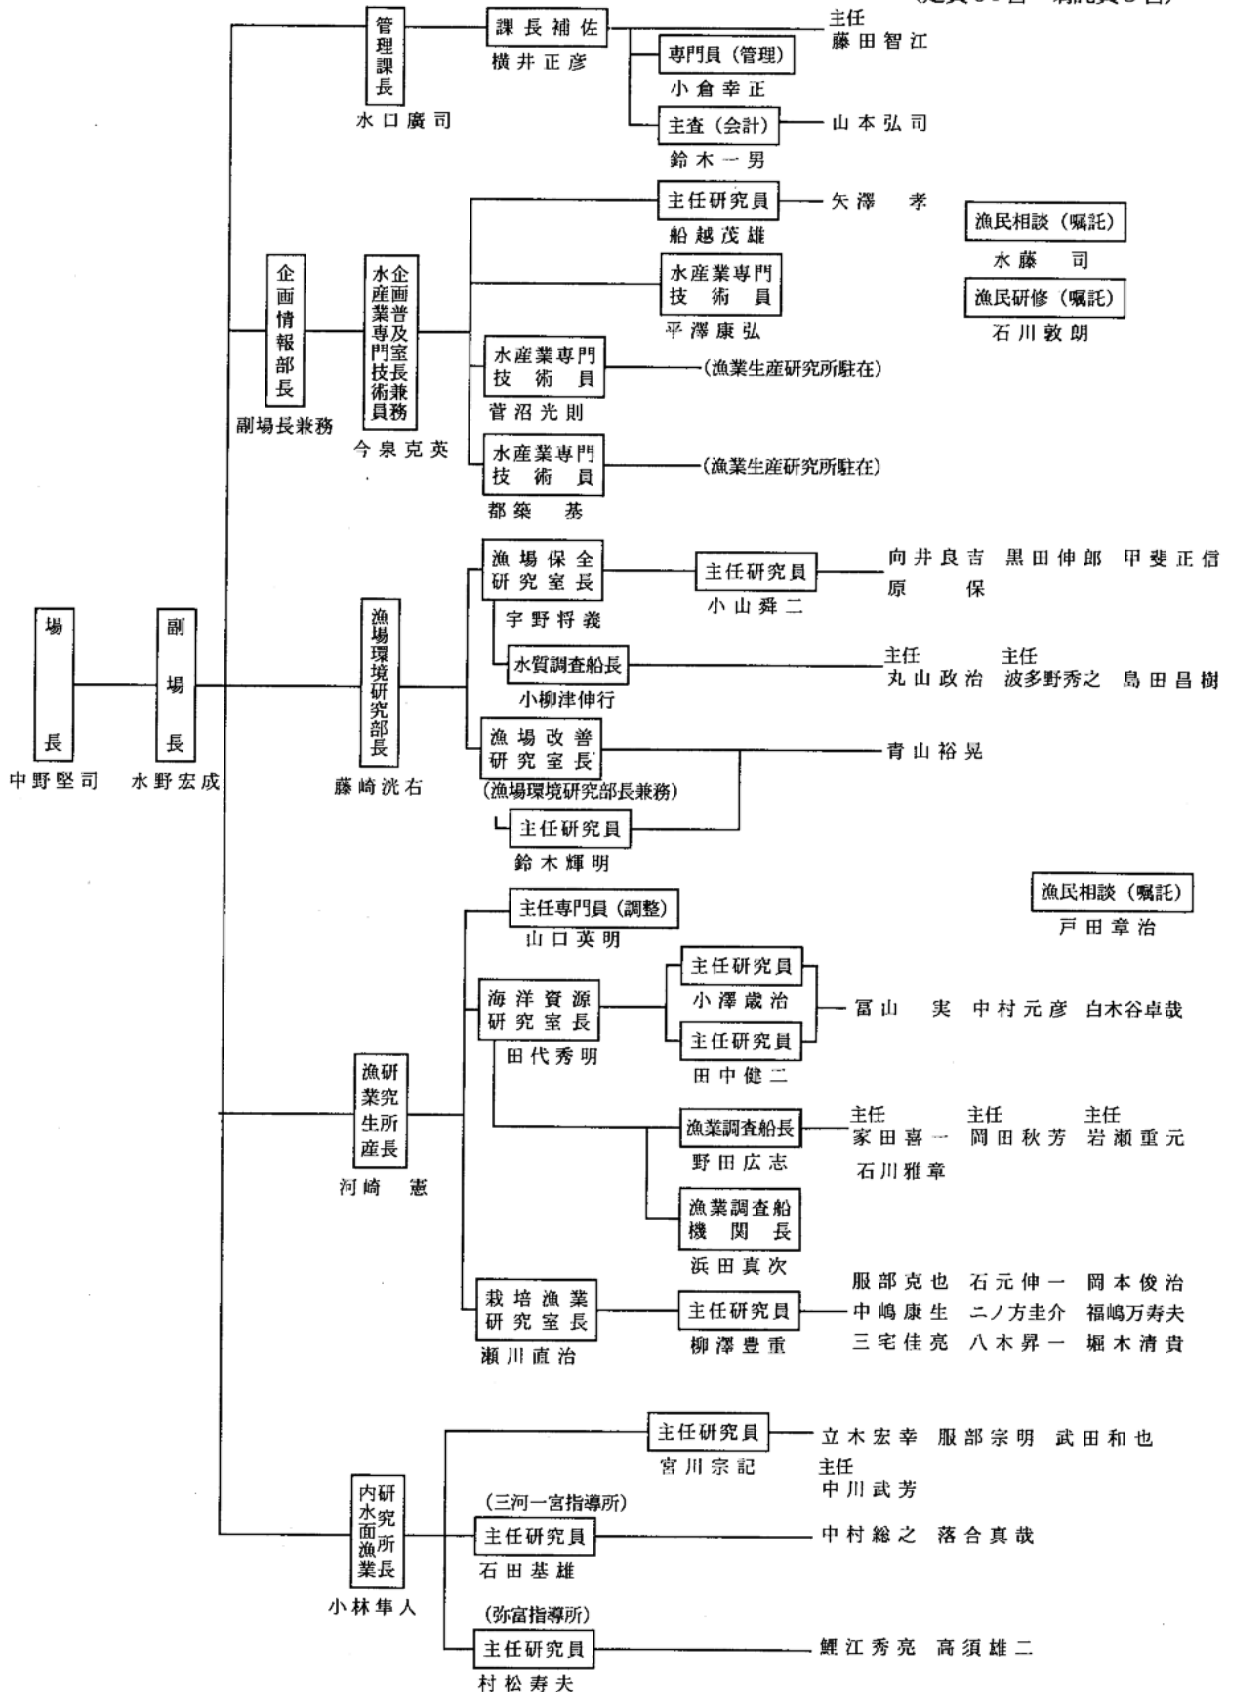 主任
藤田智江
管理課長
水口廣司
課長補佐
横井正彦
専門員（管理）
小倉幸正
主査（会計）
鈴木一男
山本弘司
企画情報部長
副場長兼務
企画普及室長兼務
水産業専門技術員
今泉克英
主任研究員
船越茂雄
矢澤　孝
水産業専門
技術員
平澤康弘
水産業専門
技術員
菅沼光則
(漁業生産研究所駐在)
水産業専門
技術員
都築　基
(漁業生産研究所駐在)
漁民相談（嘱託）
水藤　司
漁民研修（嘱託）
石川敦朗
場長
中野堅司
副場長
水野宏成
漁場環境研究部長
藤崎洸右
漁場保全
研究室長
宇野将義
主任研究員
小山舜二
向井良吉　黒田伸郎　甲斐正信
原　保
水質調査船長
小柳津伸行
主任　主任
丸山政治　波多野秀之　島田昌樹
漁場改善
研究室長
(漁場環境研究部長兼務)
青山裕晃
主任研究員
鈴木輝明
漁民相談（嘱託）
戸田章治
漁業生産
研究所長
河崎　憲
主任専門員（調整）
山口英明
海洋資源
研究室長
田代秀明
主任研究員
小澤歳治
主任研究員
田中健二
冨山　実　中村元彦　白木谷卓哉
漁業調査船長
野田広志
主任　主任　主任
家田喜一　岡田秋芳　岩瀬重元
石川雅章
漁業調査船
機関長
浜田真次
栽培漁業
研究室長
瀬川直治
主任研究員
柳澤豊重
服部克也　石元伸一　岡本俊治
中嶋康生　二ノ方圭介　福嶋万寿夫
三宅佳亮　八木昇一　堀木清貴
内水面漁業
研究所長
小林隼人
主任研究員
宮川宗記
立木宏幸　服部宗明　武田和也
主任
中川武芳
(三河一宮指導所)
主任研究員
石田基雄
中村総之　落合真哉
(弥富指導所)
主任研究員
村松寿夫
鯉江秀亮　高須雄二